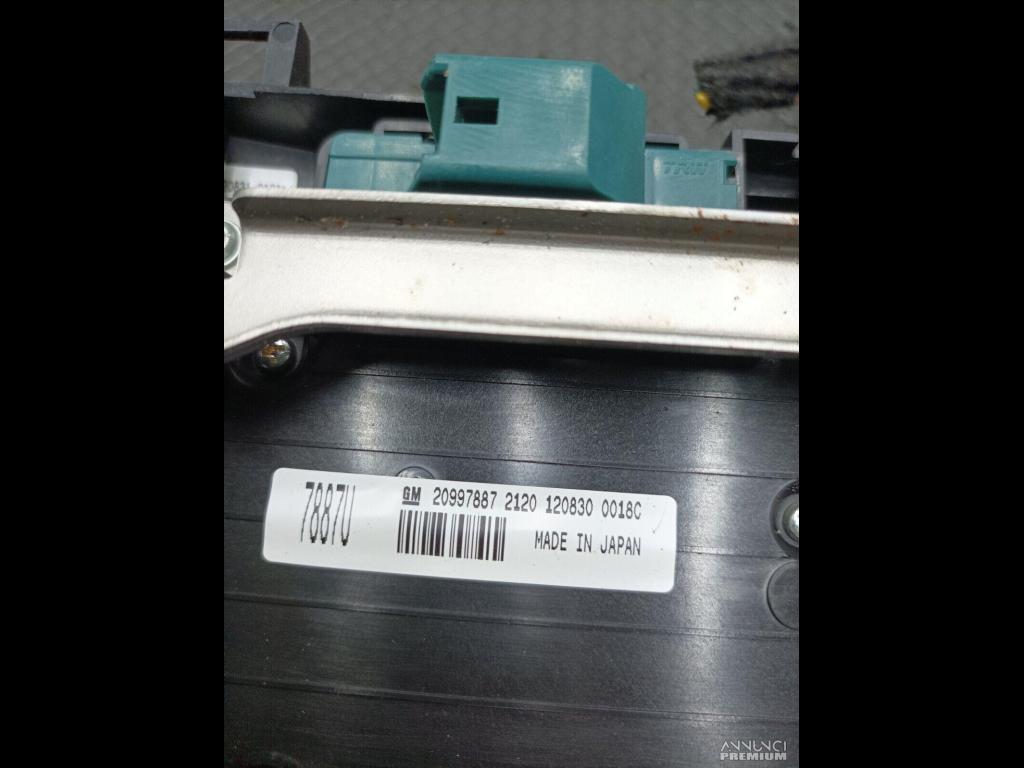 TRW
7887U
GM 20997887 2120 120830 0018C
MADE IN JAPAN
ANNUNCI
PREMIUM